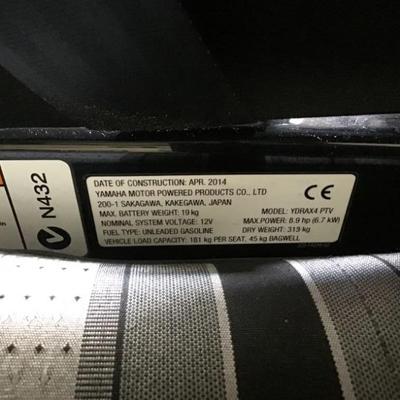 DATE OF CONSTRUCTION: APR. 2014
YAMAHA MOTOR POWERED PRODUCTS CO., LTD
200-1 SAKAGAWA, KAKEGAWA, JAPAN
MAX. BATTERY WEIGHT: 19 kg
MODEL: YDRAX4 PTV
NOMINAL SYSTEM VOLTAGE: 12V
MAX.POWER: 8.9 hp (6.7 kW)
FUEL TYPE: UNLEADED GASOLINE
DRY WEIGHT: 313 kg
VEHICLE LOAD CAPACITY: 181 kg PER SEAT, 45 kg BAGWELL
CE
N432